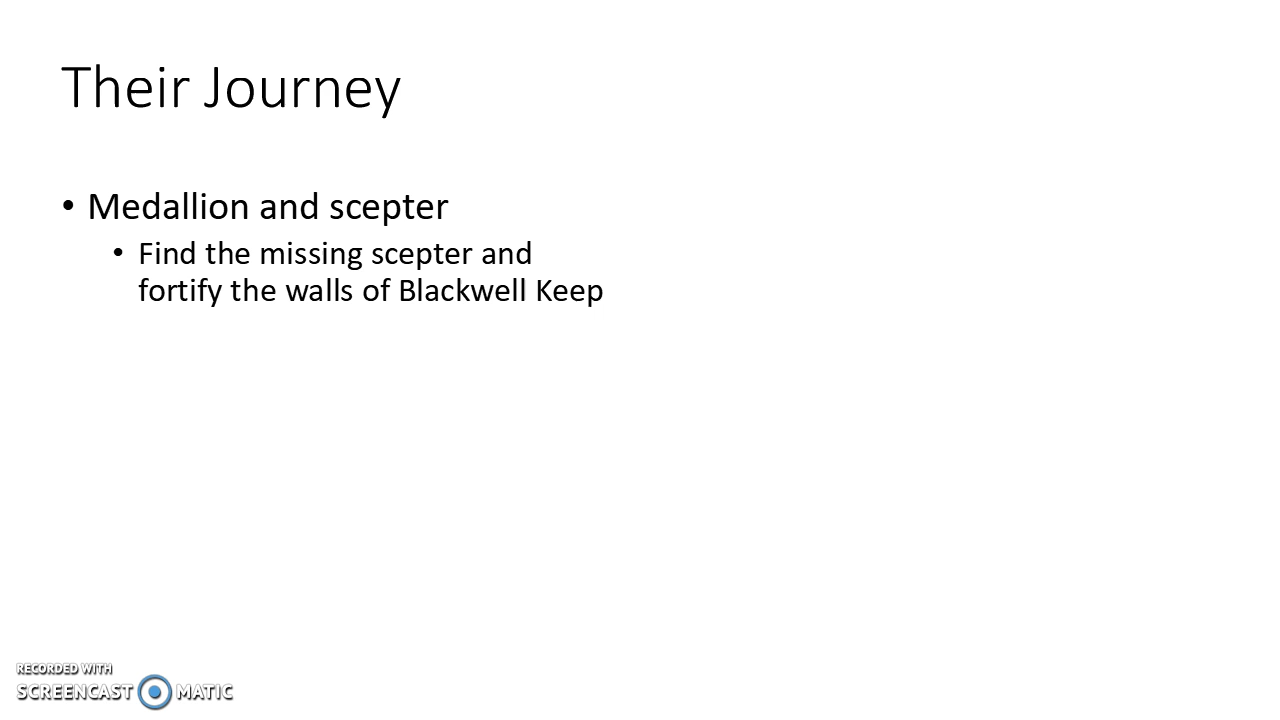 Their Journey
• Medallion and scepter
• Find the missing scepter and
fortify the walls of Blackwell Keep
RECORDED WITH
SCREENCAST MATIC